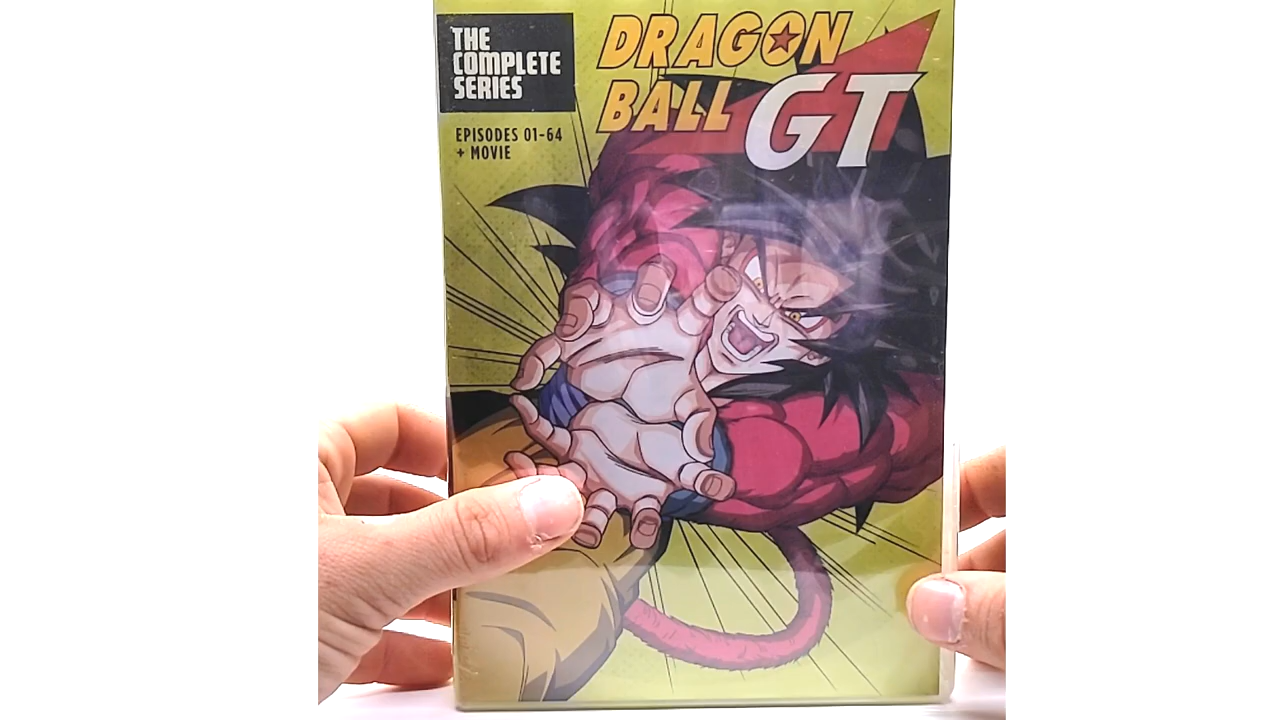 THE
COMPLETE
SERIES
EPISODES 01-64
+ MOVIE
DRAGON
BALL GT